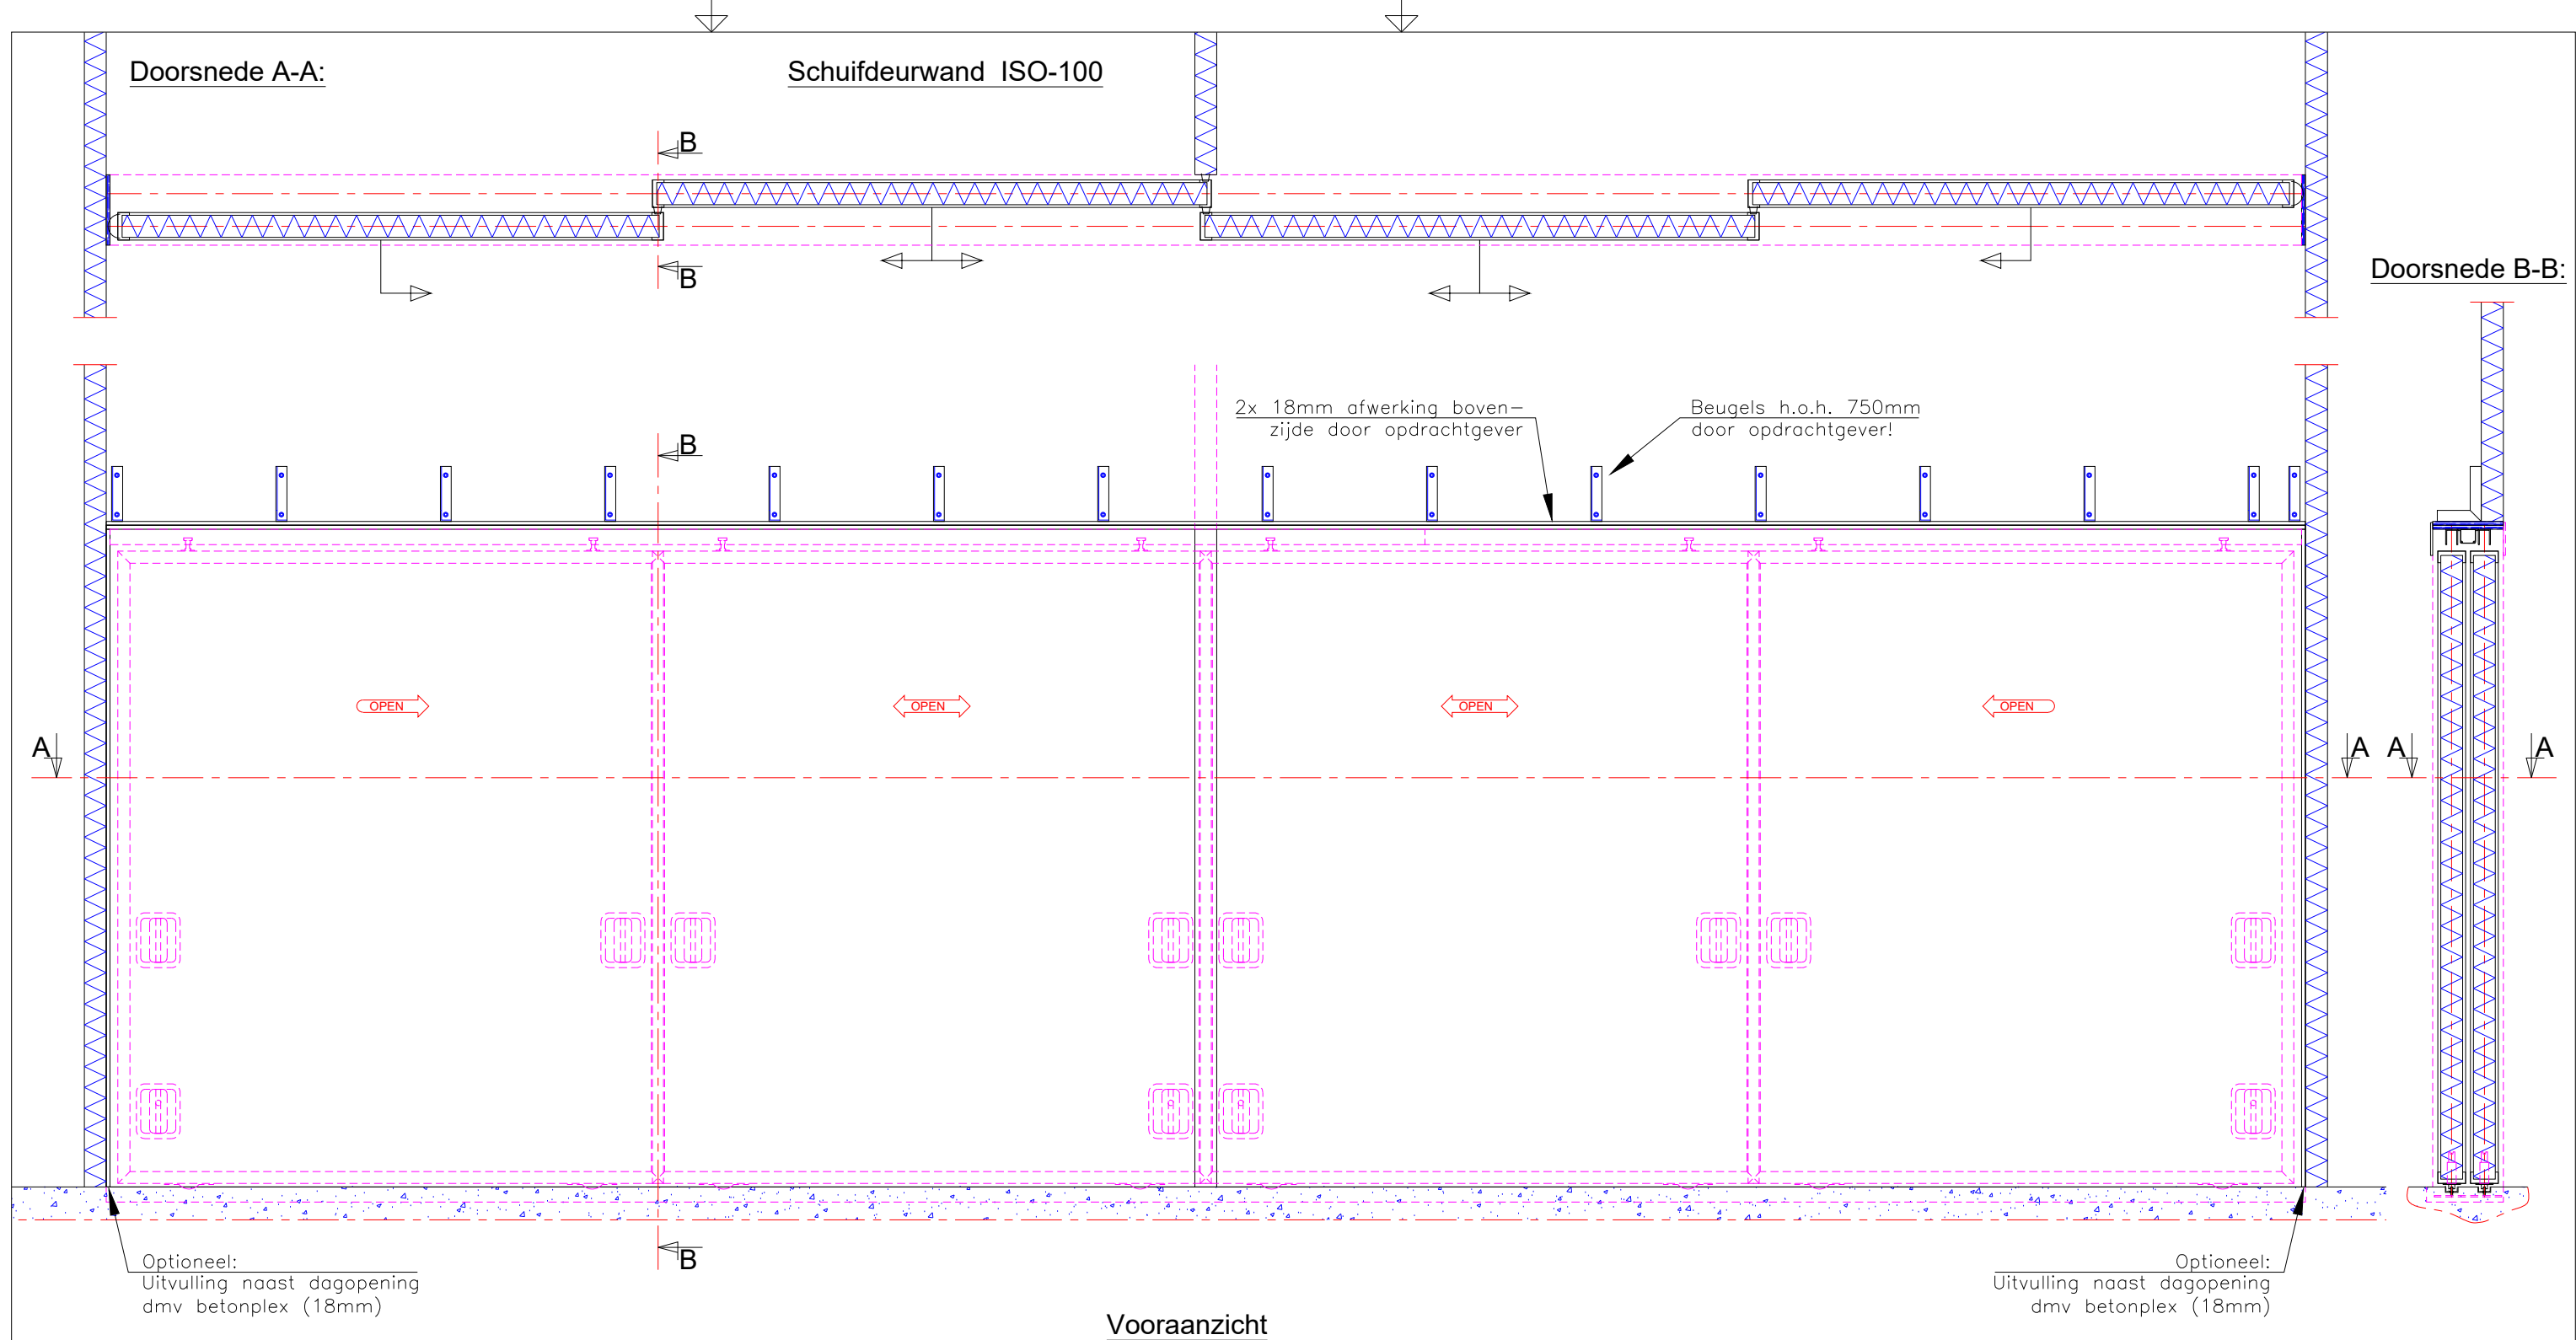 Doorsnede A-A:
Schuifdeurwand ISO-100
B
B
Doorsnede B-B:
2x 18mm afwerking boven-
zijde door opdrachtgever
Beugels h.o.h. 750mm
door opdrachtgever!
B
OPEN
OPEN
OPEN
OPEN
A
A
A
A
B
Optioneel:
Uitvulling naast dagopening
dmv betonplex (18mm)
Optioneel:
Uitvulling naast dagopening
dmv betonplex (18mm)
Vooraanzicht